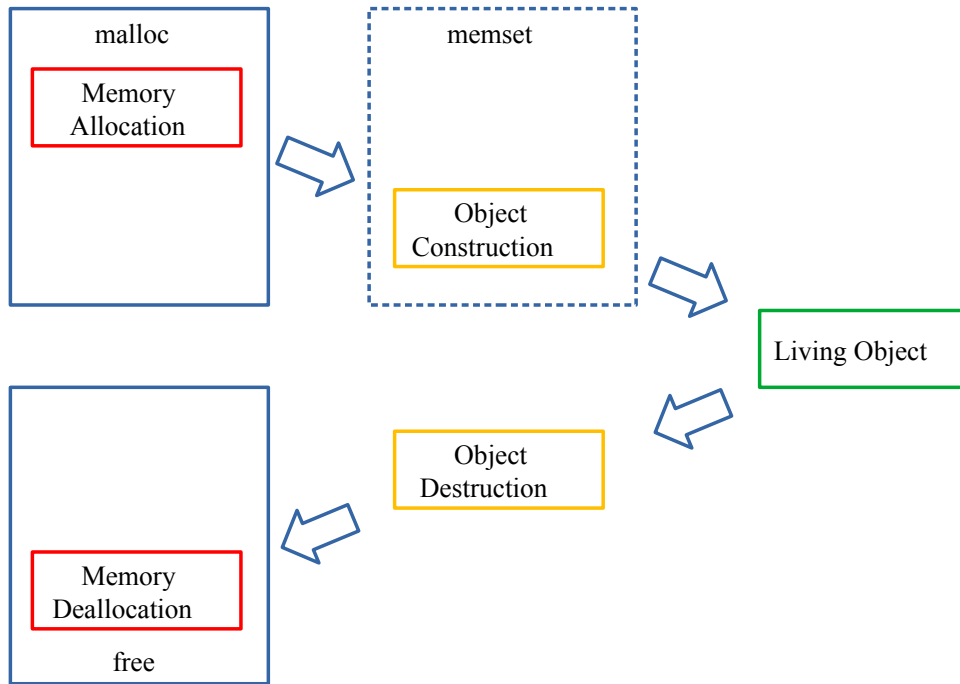 malloc
Memory
Allocation
memset
Object
Construction
Living Object
Object
Destruction
Memory
Deallocation
free